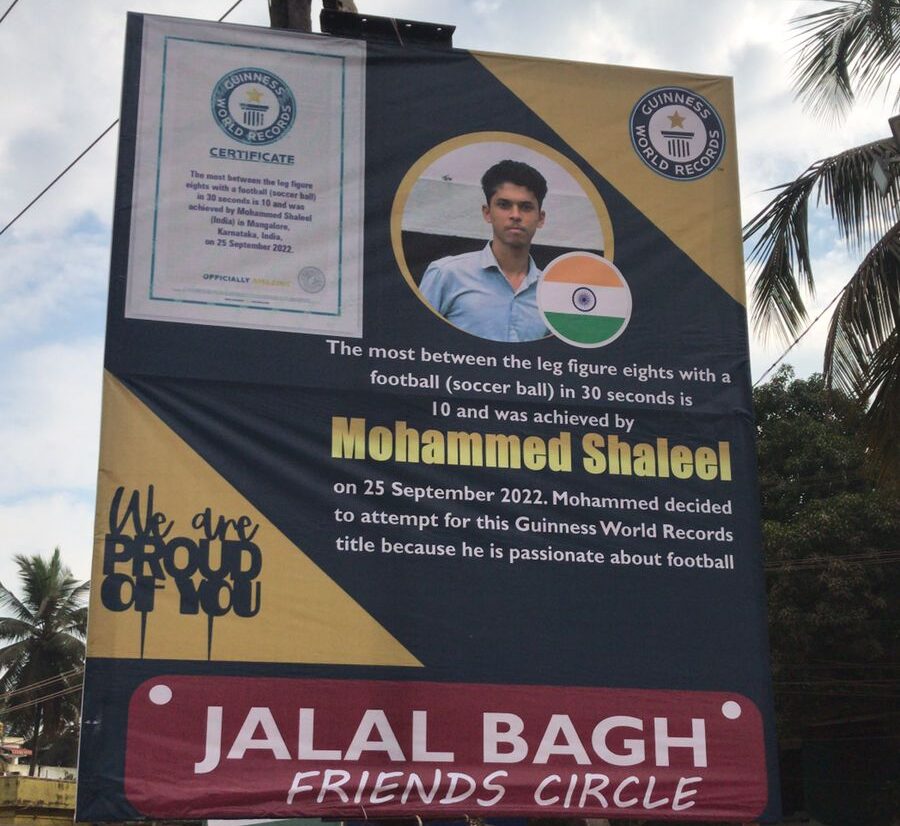 GUINNESS WORLD RECORDS
CERTIFICATE
The most between the leg figure
eights with a football (soccer ball)
in 30 seconds is 10 and was
achieved by Mohammed Shaleel
(India) in Mangalore,
Karnataka, India,
on 25 September 2022
OFFICIALLY AMAZING
GUINNESS WORLD RECORDS
The most between the leg figure eights with a
football (soccer ball) in 30 seconds is
10 and was achieved by
Mohammed Shaleel
on 25 September 2022. Mohammed decided
to attempt for this Guinness World Records
title because he is passionate about football
We are
PROUD
OF YOU
JALAL BAGH
FRIENDS CIRCLE